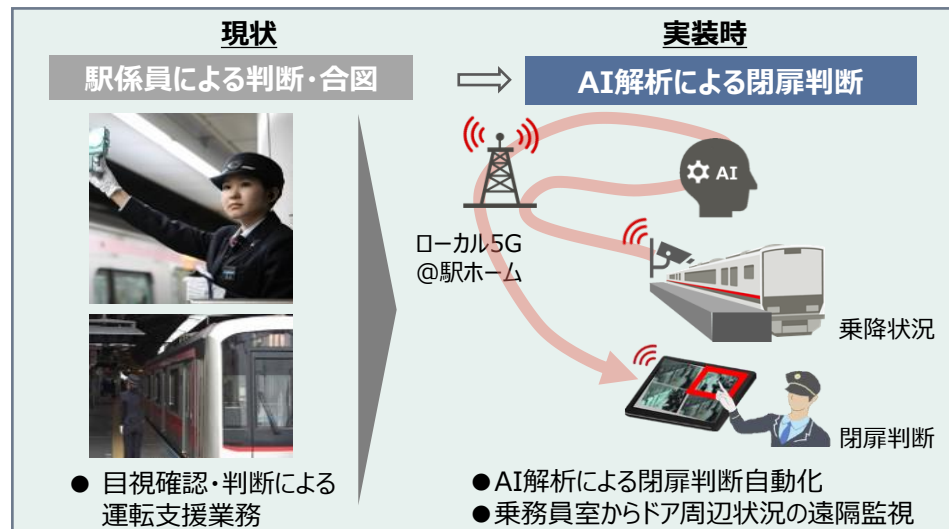 現状
駅係員による判断・合図
● 目視確認・判断による
運転支援業務
実装時
AI解析による閉扉判断
AI
ローカル5G
@駅ホーム
乗降状況
閉扉判断
●AI解析による閉扉判断自動化
●乗務員室からドア周辺状況の遠隔監視